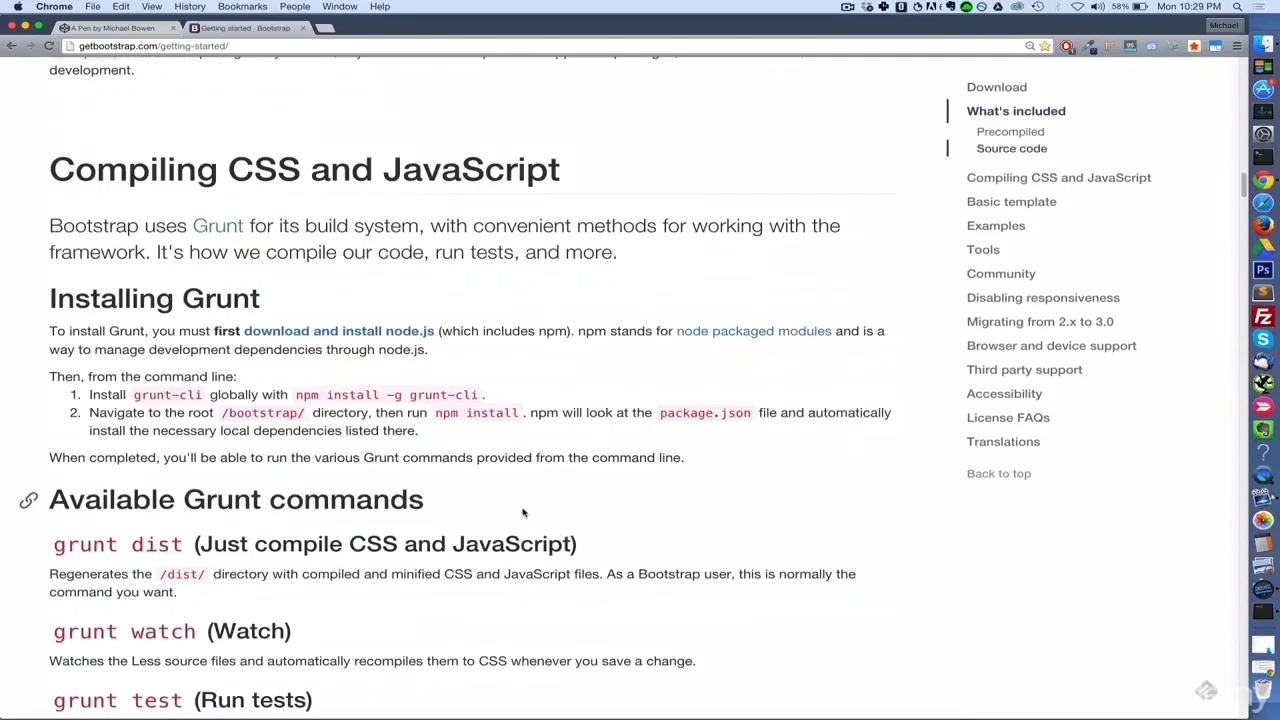 Chrome File Edit View History Bookmarks People Window Help 58% Mon 10:29 PM
A Pen by Michael Bowen Getting started · Bootstrap Michael
getbootstrap.com/getting-started/
development.
Compiling CSS and JavaScript
Bootstrap uses Grunt for its build system, with convenient methods for working with the
framework. It's how we compile our code, run tests, and more.
Installing Grunt
To install Grunt, you must first download and install node.js (which includes npm). npm stands for node packaged modules and is a
way to manage development dependencies through node.js.
Then, from the command line:
1. Install grunt-cli globally with npm install -g grunt-cli.
2. Navigate to the root /bootstrap/ directory, then run npm install. npm will look at the package.json file and automatically
install the necessary local dependencies listed there.
When completed, you'll be able to run the various Grunt commands provided from the command line.
Available Grunt commands
grunt dist (Just compile CSS and JavaScript)
Regenerates the /dist/ directory with compiled and minified CSS and JavaScript files. As a Bootstrap user, this is normally the
command you want.
grunt watch (Watch)
Watches the Less source files and automatically recompiles them to CSS whenever you save a change.
grunt test (Run tests)
Download
What's included
Precompiled
Source code
Compiling CSS and JavaScript
Basic template
Examples
Tools
Community
Disabling responsiveness
Migrating from 2.x to 3.0
Browser and device support
Third party support
Accessibility
License FAQs
Translations
Back to top
Ps
Fz